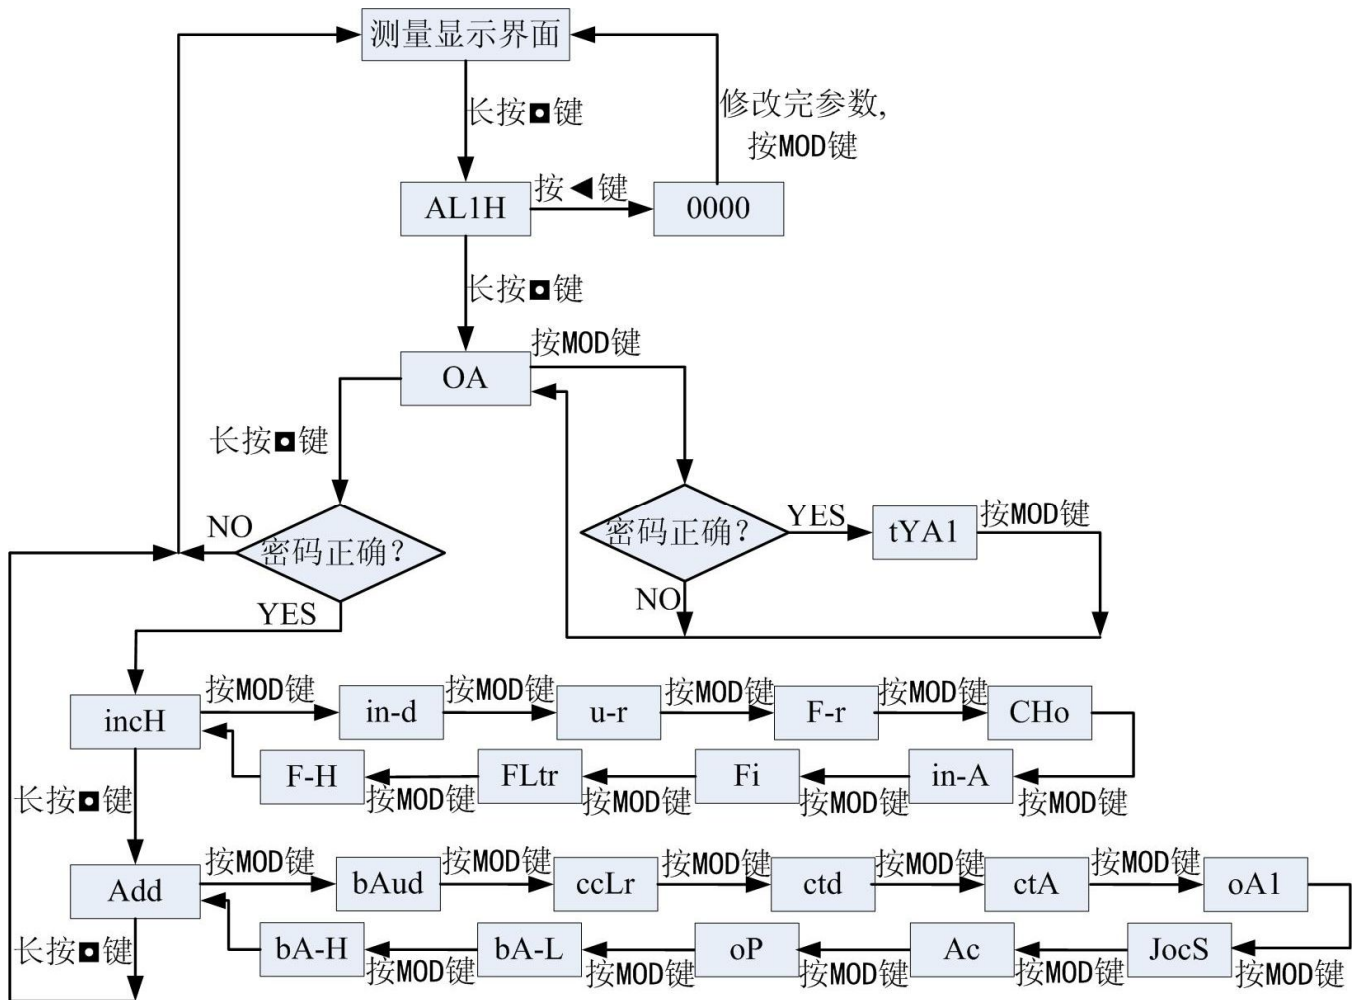 测量显示界面
长按◘键
修改完参数,
按MOD键
AL1H
按◀键
0000
长按◘键
OA
按MOD键
长按◘键
密码正确?
NO
YES
密码正确?
YES
NO
tYA1
按MOD键
incH
按MOD键
in-d
按MOD键
u-r
按MOD键
F-r
按MOD键
CHo
F-H
按MOD键
FLtr
按MOD键
Fi
按MOD键
in-A
按MOD键
长按◘键
Add
按MOD键
bAud
按MOD键
ccLr
按MOD键
ctd
按MOD键
ctA
按MOD键
oA1
bA-H
按MOD键
bA-L
按MOD键
oP
按MOD键
Ac
按MOD键
JocS
按MOD键
长按◘键